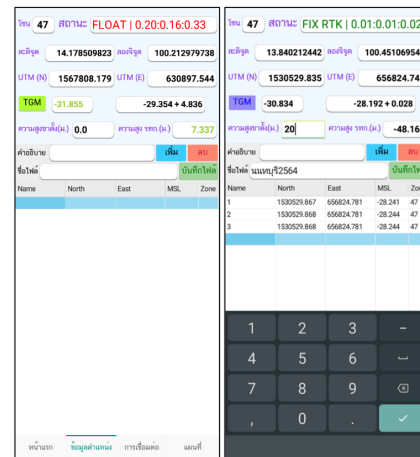 โซน 47 สถานะ: FLOAT | 0.20:0.16:0.33
ละติจูด 14.178509823 ลองจิจูด 100.212979738
UTM (N) 1567808.179 UTM (E) 630897.544
TGM -31.855 -29.354 + 4.836
ความสูงขาตั้ง(ม.) 0.0 ความสูง รทก.(ม.) 7.337
คำอธิบาย เพิ่ม ลบ
ชื่อไฟล์ บันทึกไฟล์
Name North East MSL Zone
หน้าแรก ข้อมูลตำแหน่ง การเชื่อมต่อ แผนที่
โซน 47 สถานะ: FIX RTK | 0.01:0.01:0.02
ละติจูด 13.840212442 ลองจิจูด 100.45106954
UTM (N) 1530529.835 UTM (E) 656824.74
TGM -30.834 -28.192 + 0.028
ความสูงขาตั้ง(ม.) 20 ความสูง รทก.(ม.) -48.16
คำอธิบาย เพิ่ม ลบ
ชื่อไฟล์ นนทบุรี2564 บันทึกไฟ
Name North East MSL Zo
1 1530529.867 656824.781 -28.241 47
2 1530529.868 656824.781 -28.244 47
3 1530529.868 656824.781 -28.244 47
1 2 3 -
4 5 6
7 8 9
, 0 .